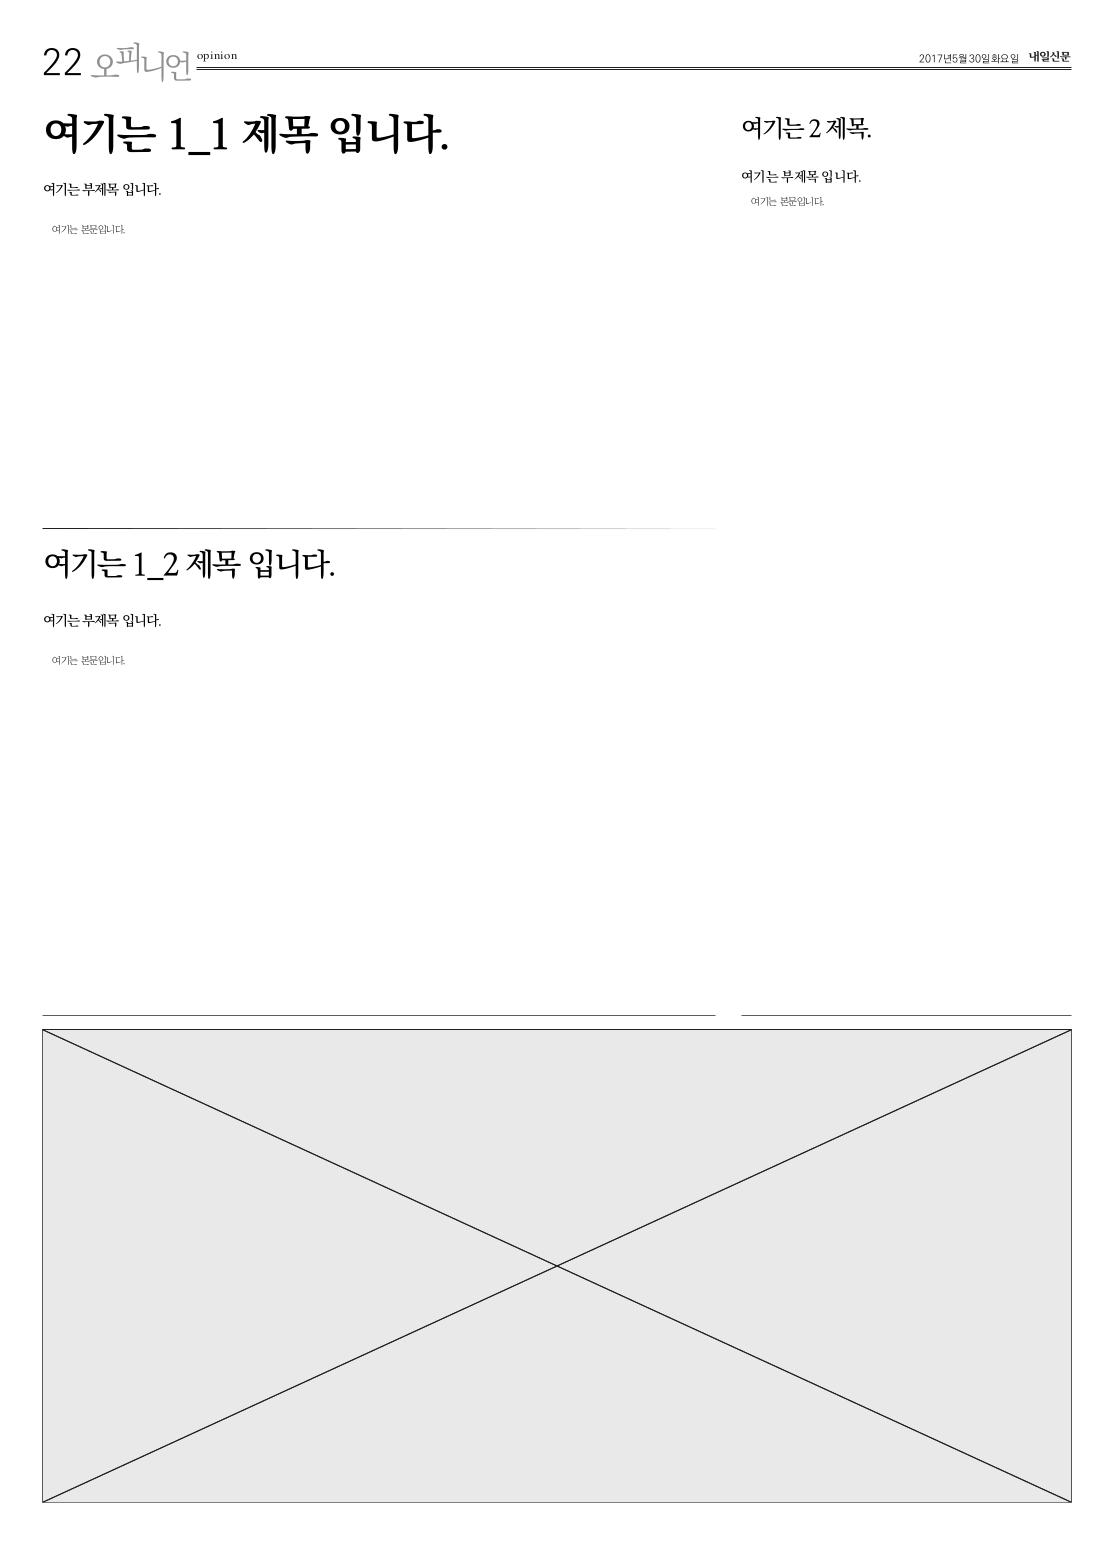 22 오피니언 opinion 2017년5월30일화요일 내일신문
여기는 1_1 제목 입니다.
여기는 부제목 입니다.
여기는 본문입니다.
여기는 1_2 제목 입니다.
여기는 부제목 입니다.
여기는 본문입니다.
여기는 2 제목.
여기는 부제목 입니다.
여기는 본문입니다.